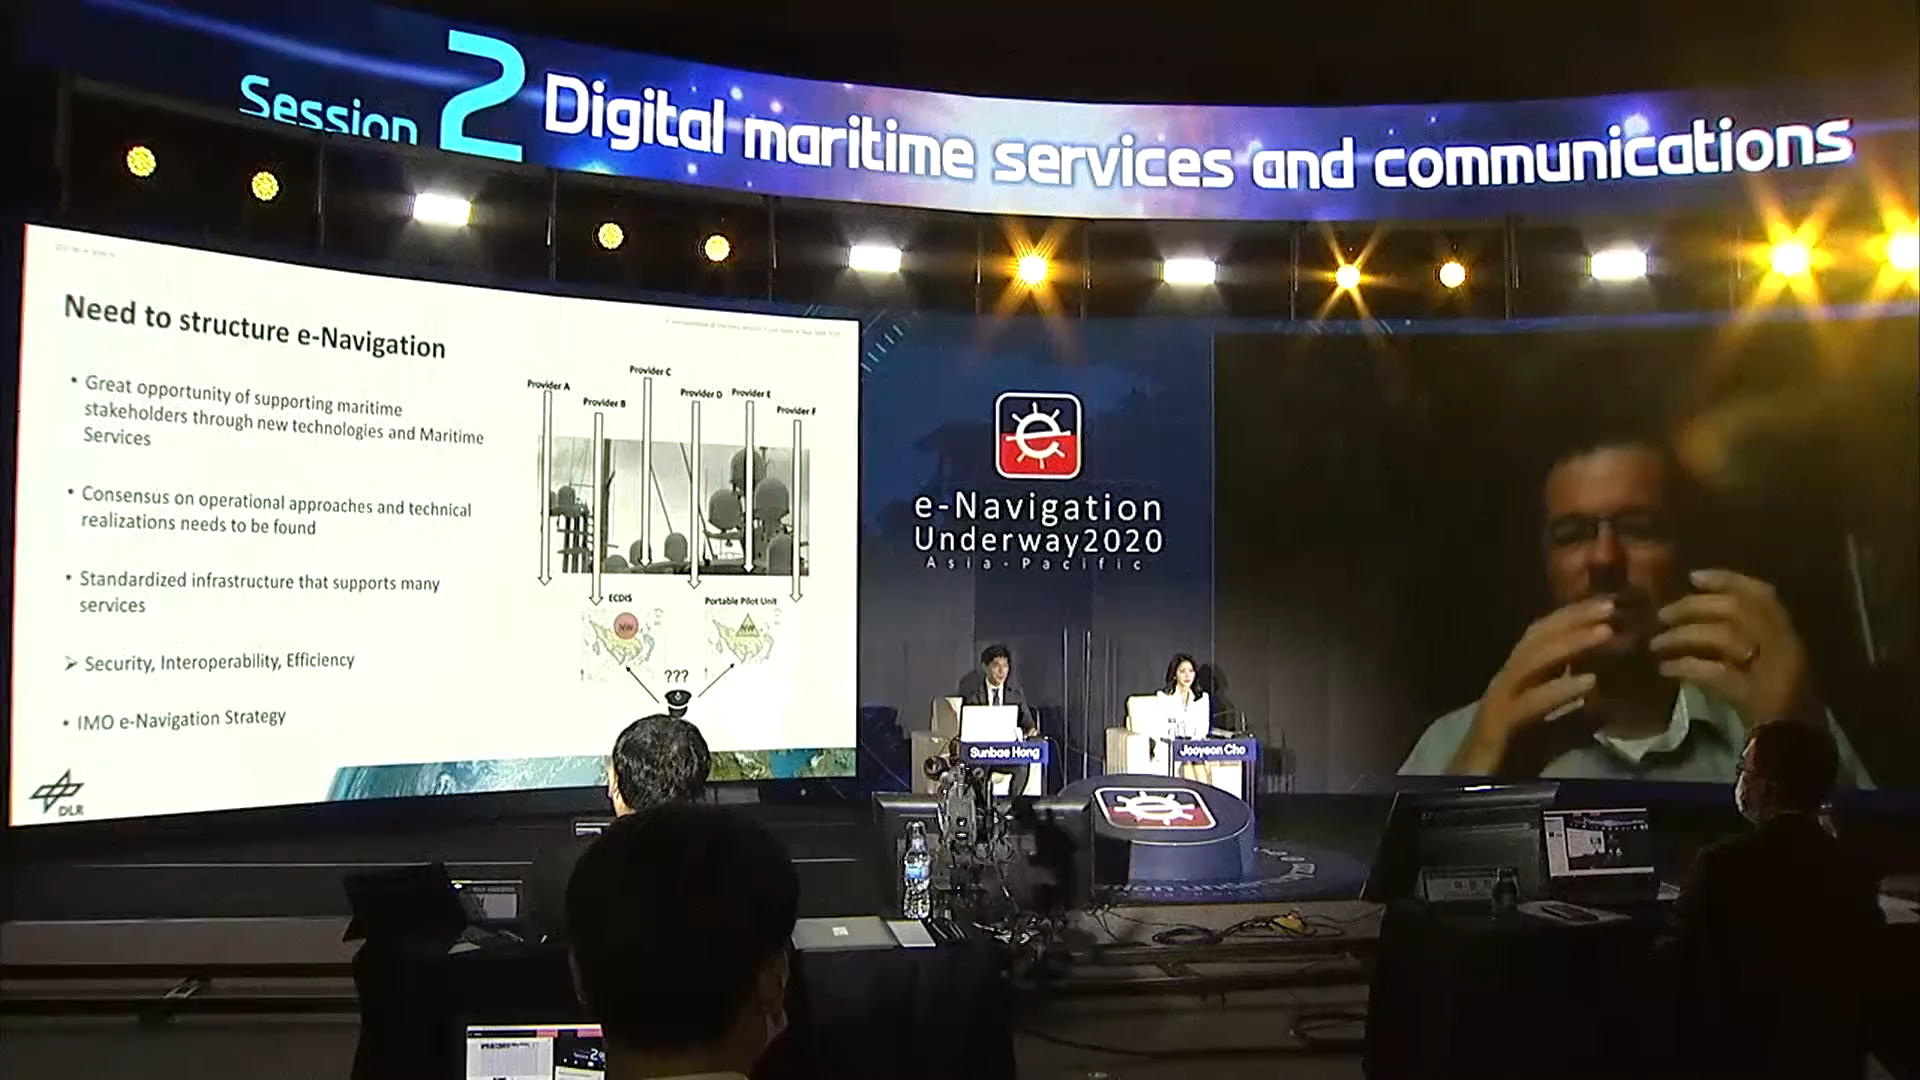 Session 2 Digital maritime services and communications
Need to structure e-Navigation
• Great opportunity of supporting maritime
stakeholders through new technologies and Maritime
Services
• Consensus on operational approaches and technical
realizations needs to be found
• Standardized infrastructure that supports many
services
➢ Security, Interoperability, Efficiency
• IMO e-Navigation Strategy
DLR
Provider A
Provider B
Provider C
Provider D
Provider E
Provider F
ECDIS
NW
Portable Pilot Unit
NW
???
e
e-Navigation
Underway2020
Asia-Pacific
Sunbae Hong
Jooyeon Cho